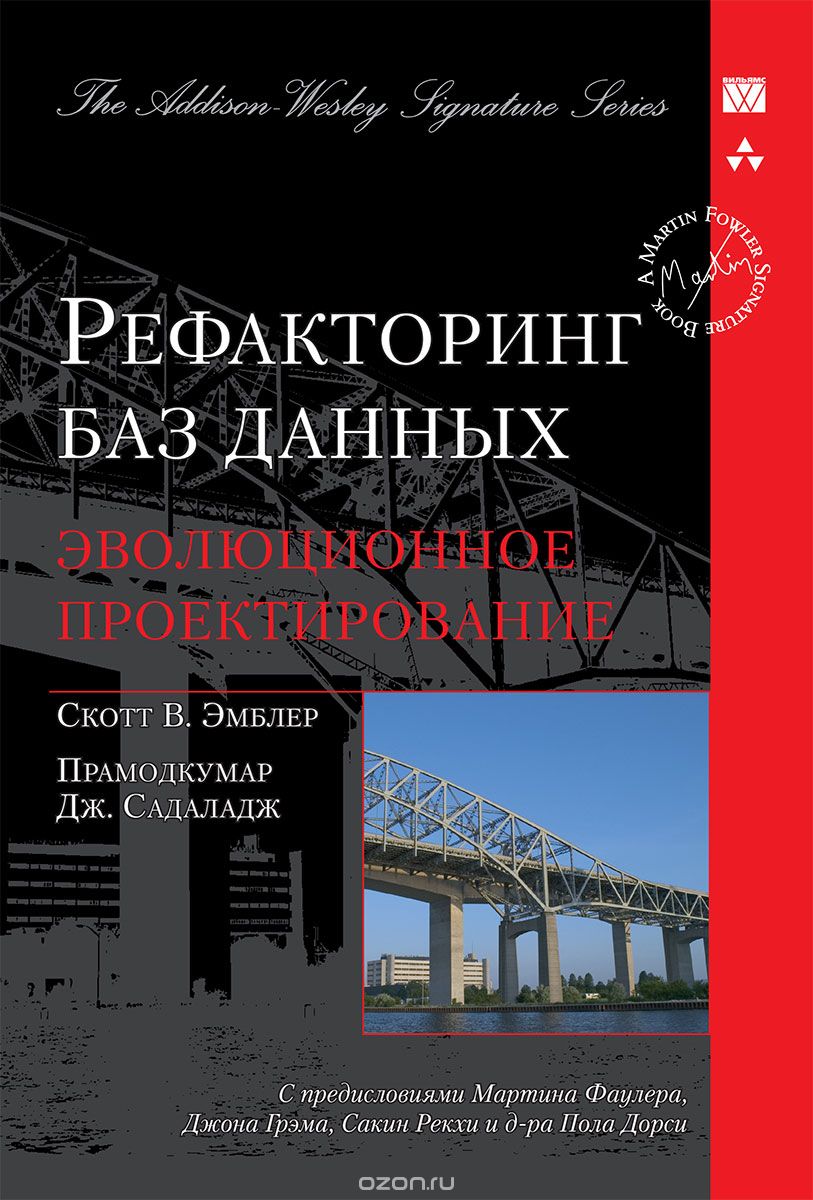 The Addison-Wesley Signature Series
ВИЛЬЯМС
A MARTIN FOWLER SIGNATURE BOOK
Martin
РЕФАКТОРИНГ
БАЗ ДАННЫХ
ЭВОЛЮЦИОННОЕ
ПРОЕКТИРОВАНИЕ
СКОТТ В. ЭМБЛЕР
ПРАМОДКУМАР
ДЖ. САДАЛАДЖ
С предисловиями Мартина Фаулера,
Джона Грэма, Сакин Рекхи и д-ра Пола Дорси
ozon.ru